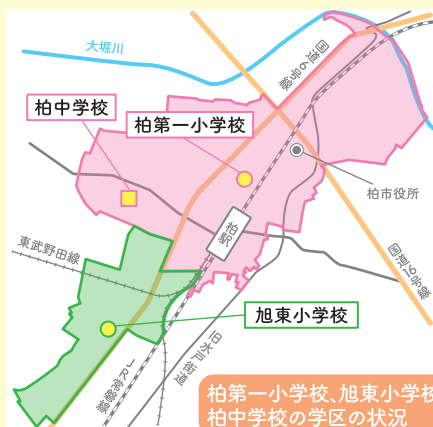 大堀川
国道6号線
柏中学校
柏第一小学校
柏市役所
柏駅
東武野田線
国道16号線
旭東小学校
旧水戸街道
JR常磐線
柏第一小学校、旭東小学校
柏中学校の学区の状況